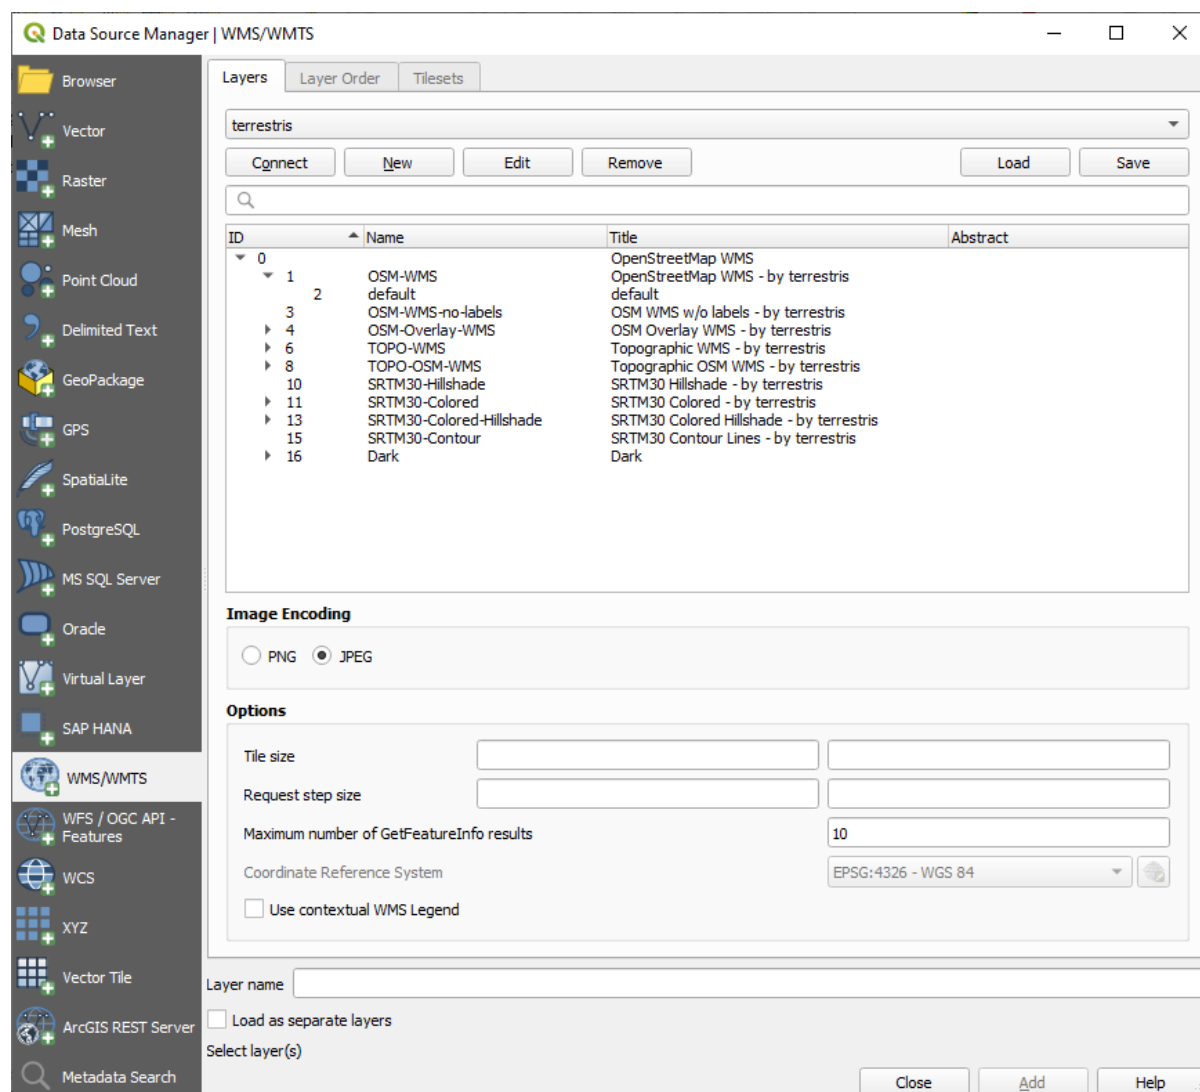 Data Source Manager | WMS/WMTS
Browser
Vector
Raster
Mesh
Point Cloud
Delimited Text
GeoPackage
GPS
SpatiaLite
PostgreSQL
MS SQL Server
Oracle
Virtual Layer
SAP HANA
WMS/WMTS
WFS / OGC API -
Features
WCS
XYZ
Vector Tile
ArcGIS REST Server
Metadata Search
Layers Layer Order Tilesets
terrestris
Connect New Edit Remove Load Save
ID Name Title Abstract
0 OpenStreetMap WMS
1 OSM-WMS OpenStreetMap WMS - by terrestris
2 default default
3 OSM-WMS-no-labels OSM WMS w/o labels - by terrestris
4 OSM-Overlay-WMS OSM Overlay WMS - by terrestris
6 TOPO-WMS Topographic WMS - by terrestris
8 TOPO-OSM-WMS Topographic OSM WMS - by terrestris
10 SRTM30-Hillshade SRTM30 Hillshade - by terrestris
11 SRTM30-Colored SRTM30 Colored - by terrestris
13 SRTM30-Colored-Hillshade SRTM30 Colored Hillshade - by terrestris
15 SRTM30-Contour SRTM30 Contour Lines - by terrestris
16 Dark Dark
Image Encoding
PNG JPEG
Options
Tile size
Request step size
Maximum number of GetFeatureInfo results 10
Coordinate Reference System EPSG:4326 - WGS 84
Use contextual WMS Legend
Layer name
Load as separate layers
Select layer(s)
Close Add Help